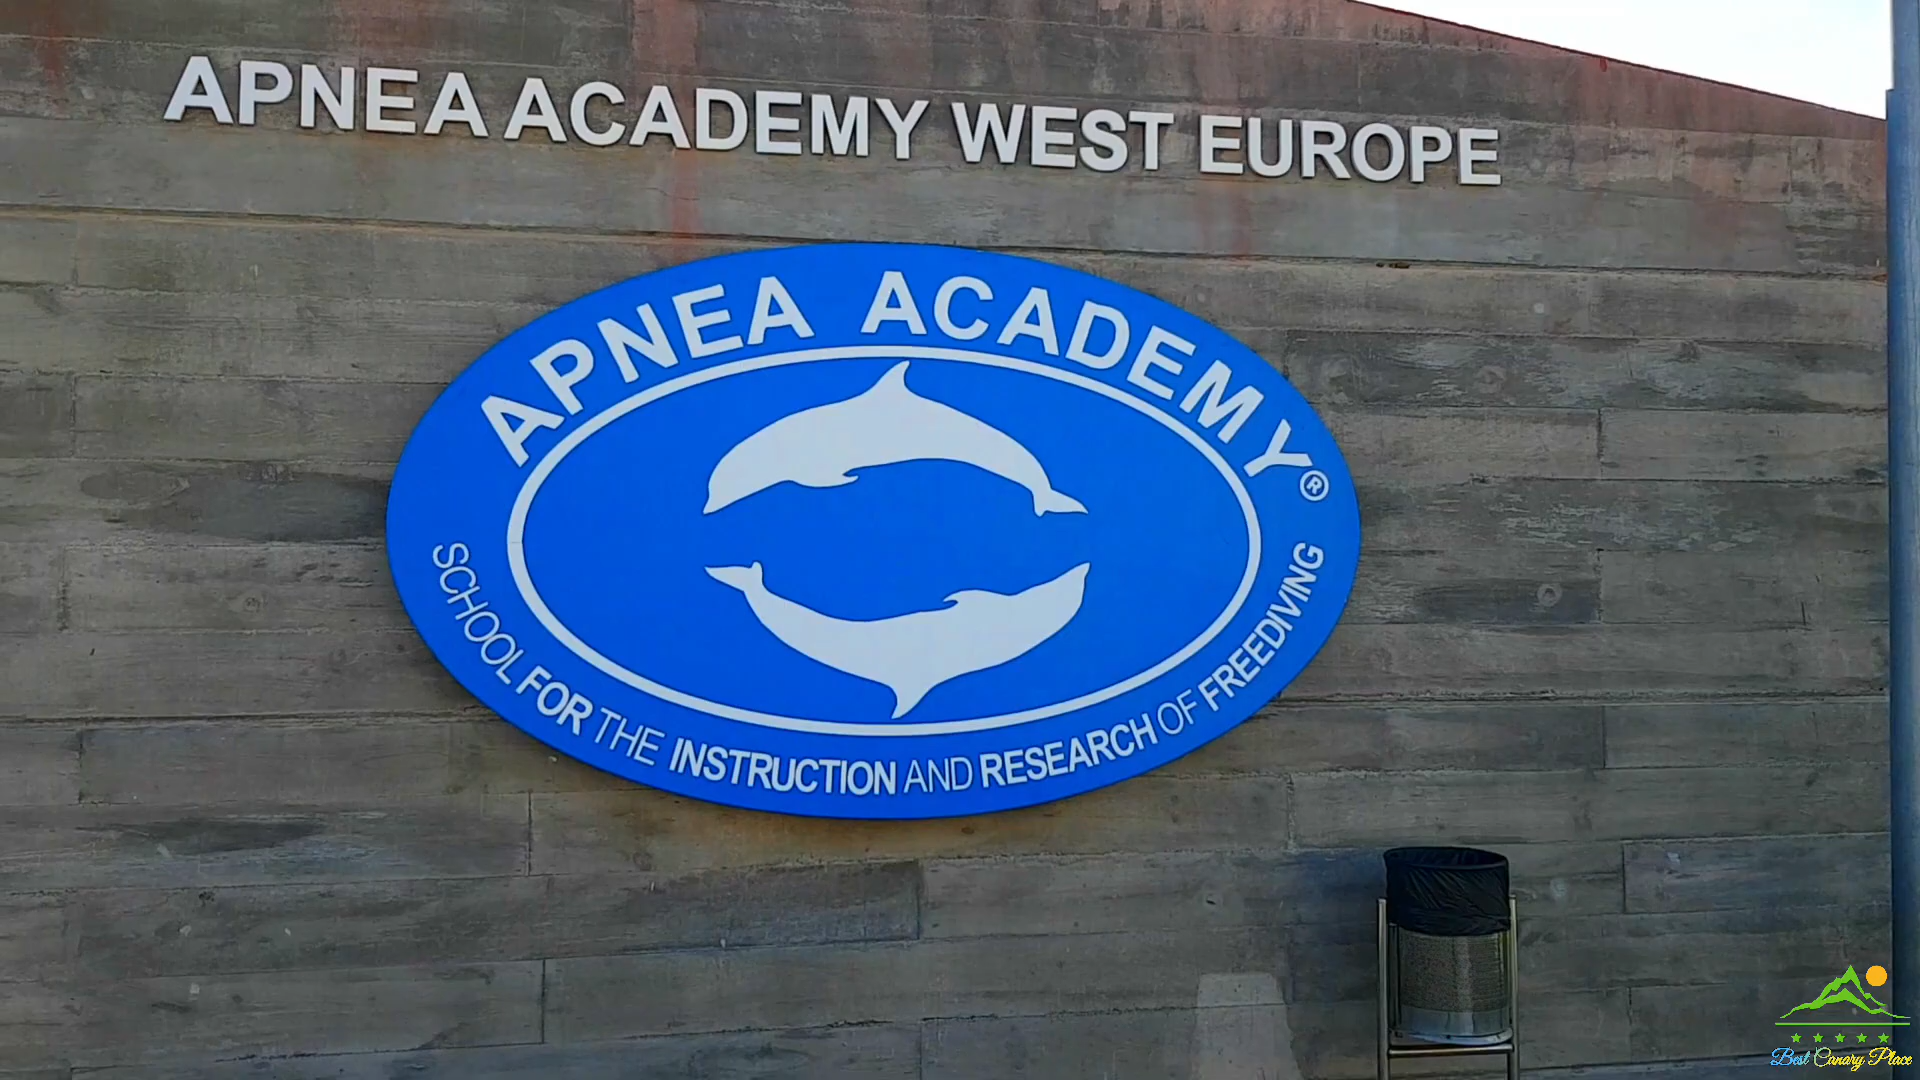 APNEA ACADEMY WEST EUROPE
APNEA ACADEMY®
SCHOOL FOR THE INSTRUCTION AND RESEARCH OF FREEDIVING
Best Canary Place